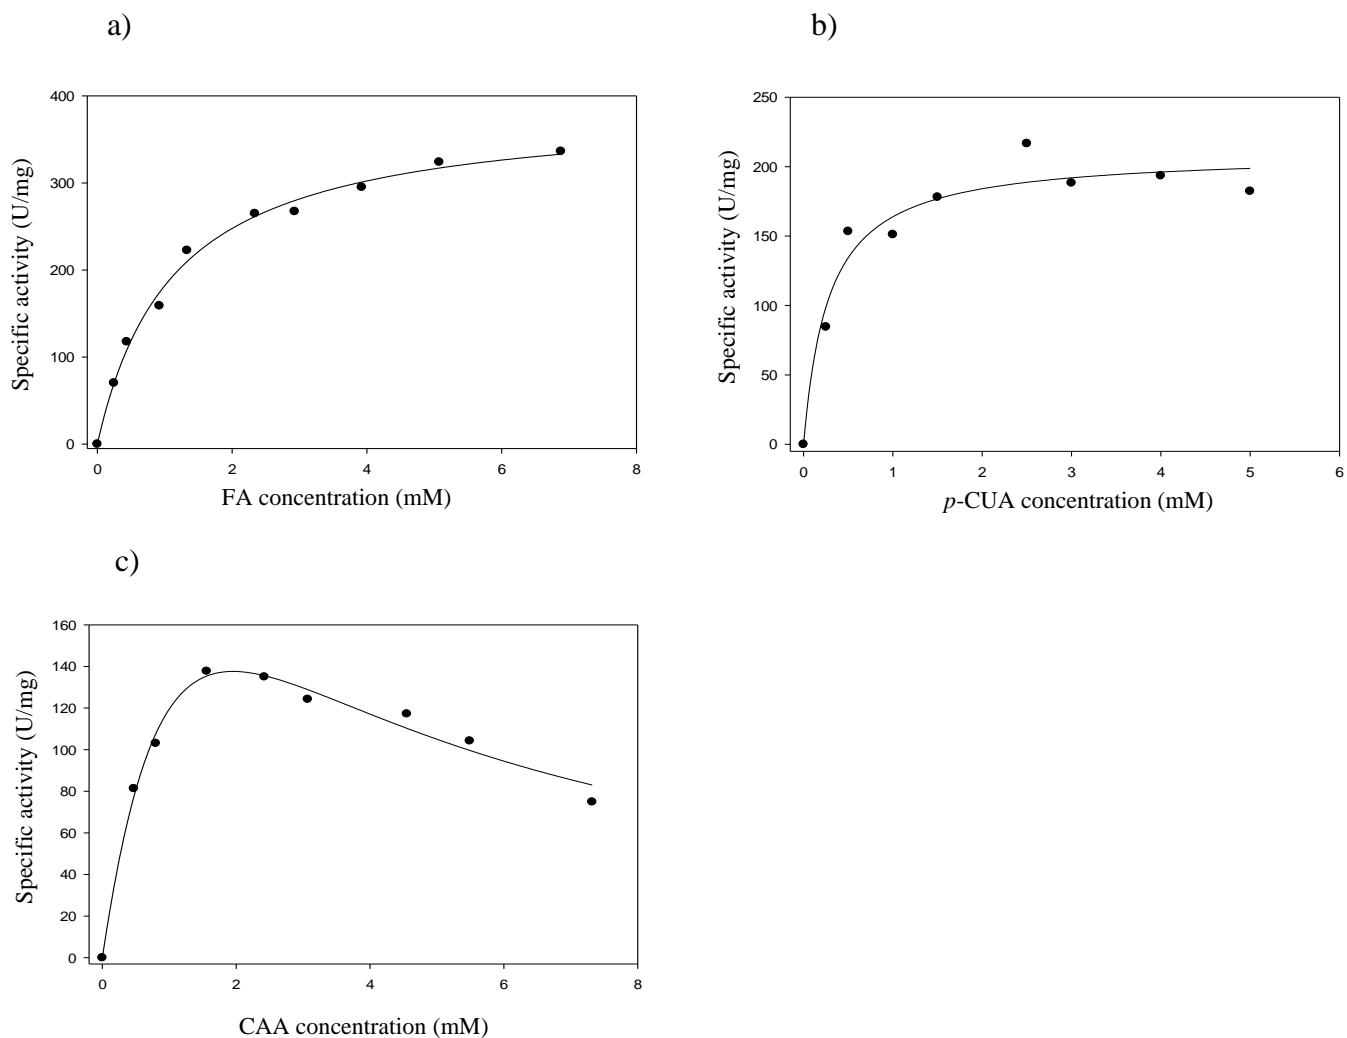 a)
400
300
200
100
0
Specific activity (U/mg)
0 2 4 6 8
FA concentration (mM)
b)
250
200
150
100
50
0
Specific activity (U/mg)
0 1 2 3 4 5 6
p-CUA concentration (mM)
c)
160
140
120
100
80
60
40
20
0
Specific activity (U/mg)
0 2 4 6 8
CAA concentration (mM)